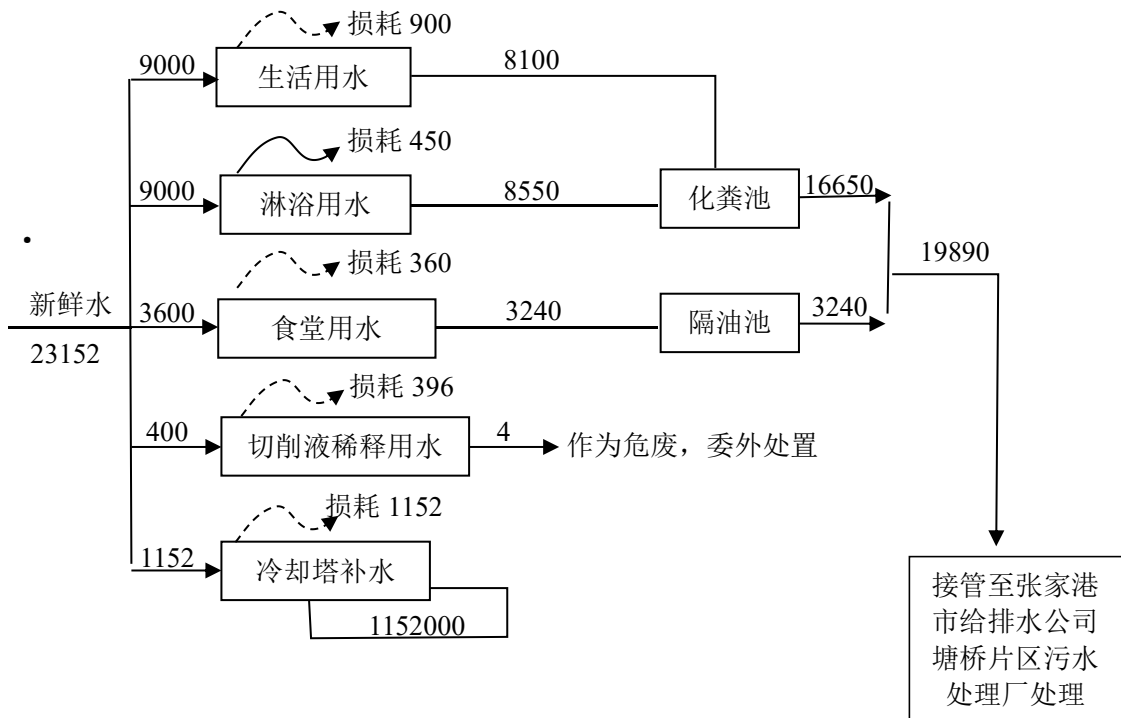 损耗 900
9000
生活用水
8100
损耗 450
9000
淋浴用水
8550
化粪池
16650
损耗 360
19890
新鲜水
23152
3600
食堂用水
3240
隔油池
3240
损耗 396
400
切削液稀释用水
4
作为危废，委外处置
损耗 1152
1152
冷却塔补水
1152000
接管至张家港
市给排水公司
塘桥片区污水
处理厂处理